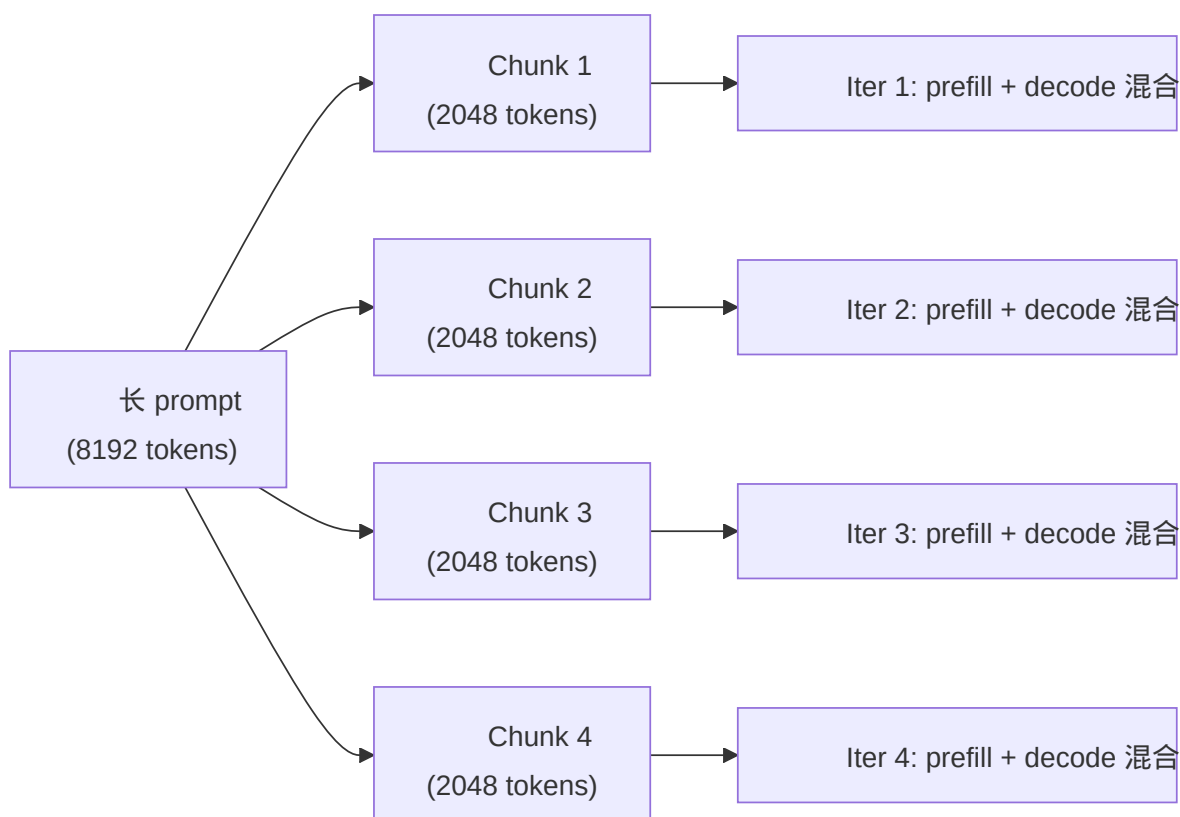 长 prompt
(8192 tokens)
Chunk 1
(2048 tokens)
Iter 1: prefill + decode 混合
Chunk 2
(2048 tokens)
Iter 2: prefill + decode 混合
Chunk 3
(2048 tokens)
Iter 3: prefill + decode 混合
Chunk 4
(2048 tokens)
Iter 4: prefill + decode 混合